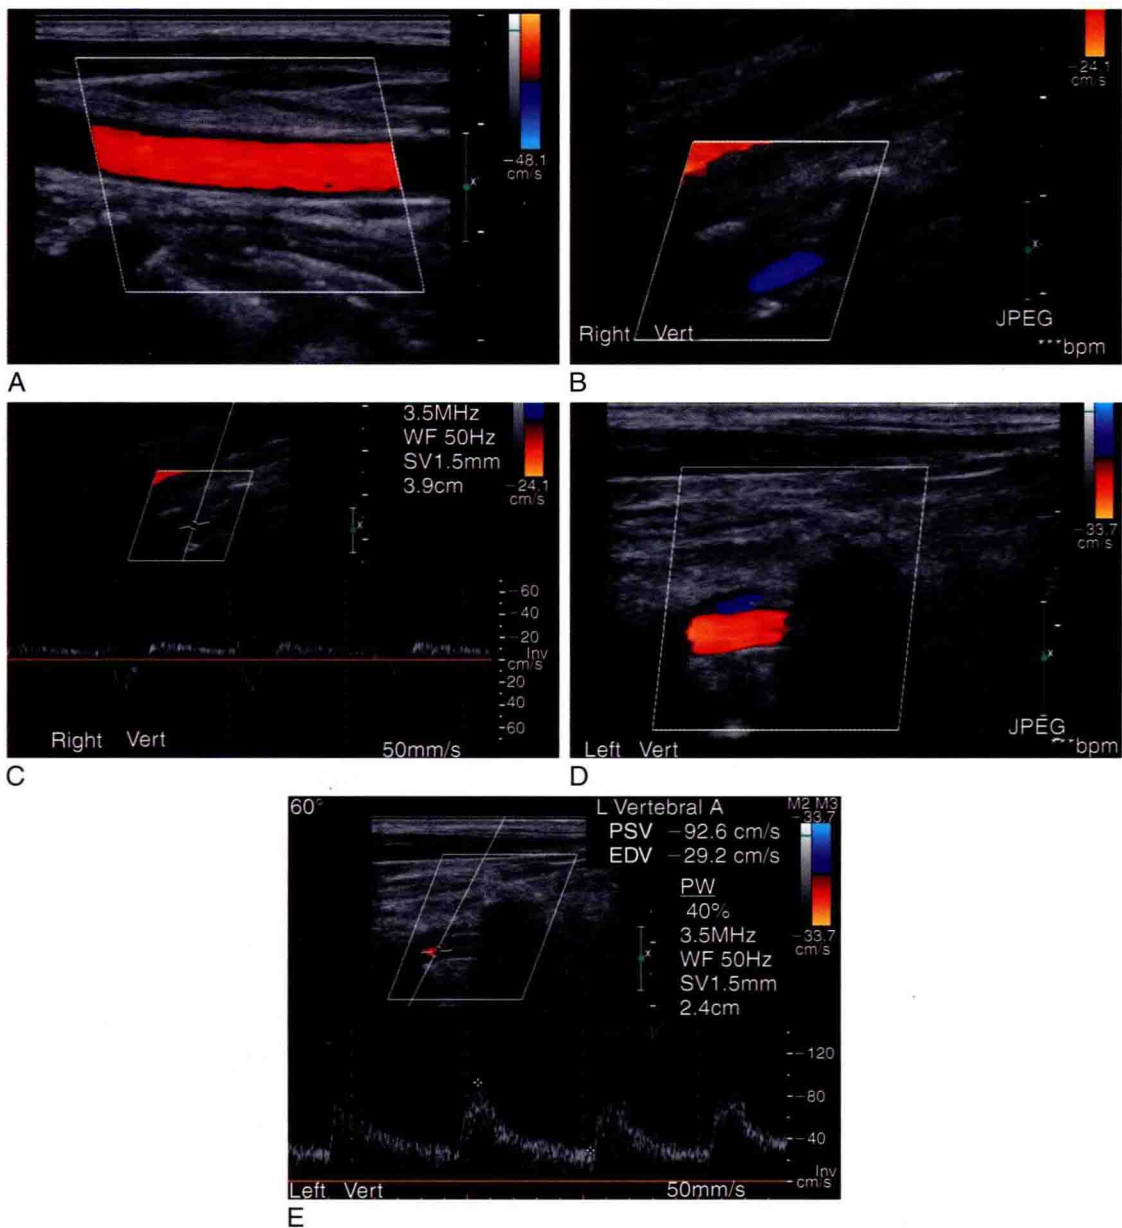 -48.1
cm/s
x
A
-24.1
cm/s
x
JPEG
Right Vert
***bpm
B
3.5MHz
WF 50Hz
SV1.5mm
3.9cm
-24.1
cm/s
x
-60
-40
-20
Inv
cm/s
-20
-40
-60
Right Vert
50mm/s
C
-33.7
cm/s
x
JPEG
Left Vert
***bpm
D
60°
L Vertebral A
PSV -92.6 cm/s
EDV -29.2 cm/s
M2 M3
-33.7
PW
40%
3.5MHz
WF 50Hz
SV1.5mm
2.4cm
-33.7
cm/s
x
-120
-80
-40
Inv
cm/s
Left Vert
50mm/s
E